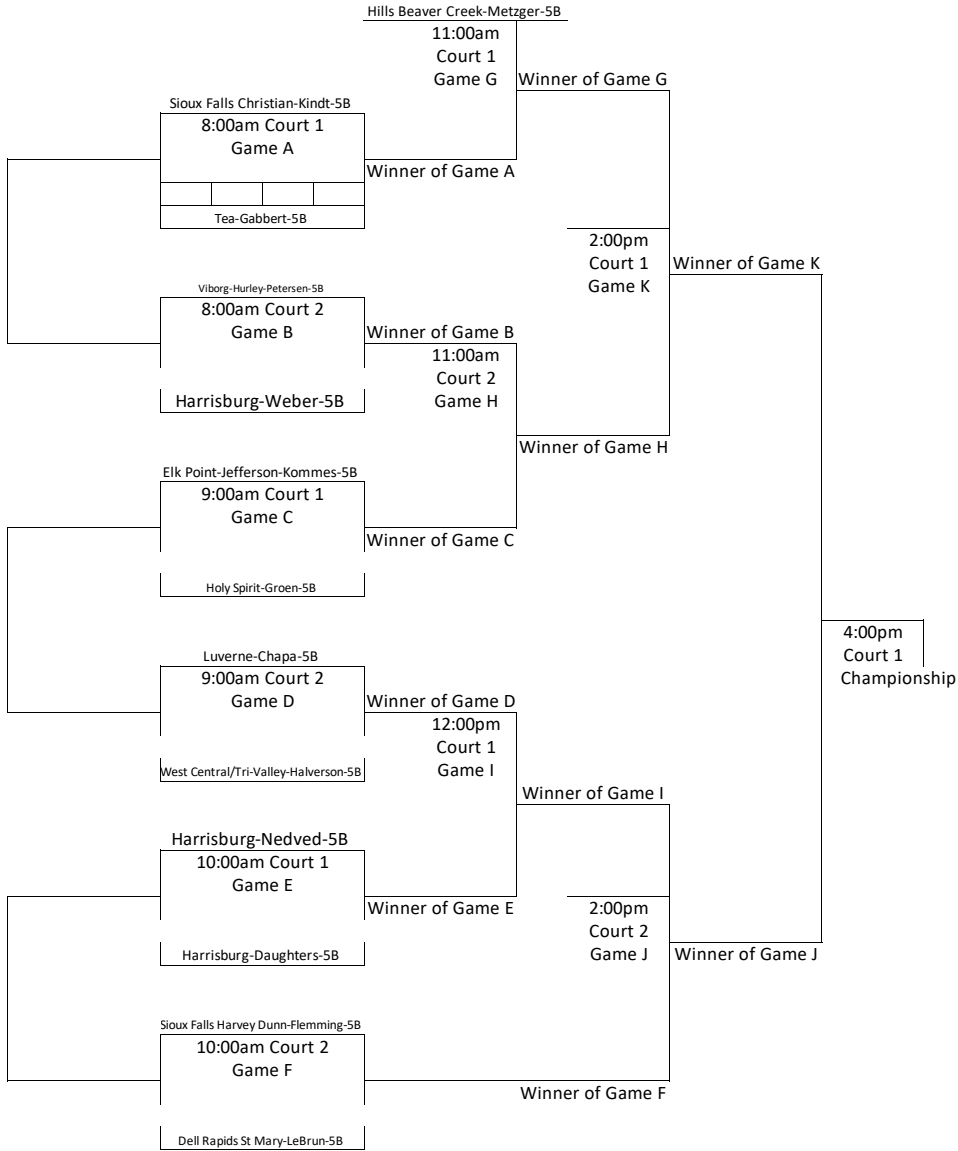 Hills Beaver Creek-Metzger-5B
11:00am
Court 1
Game G
Winner of Game G
Sioux Falls Christian-Kindt-5B
8:00am Court 1
Game A
Winner of Game A
Tea-Gabbert-5B
2:00pm
Court 1
Game K
Winner of Game K
Viborg-Hurley-Petersen-5B
8:00am Court 2
Game B
Winner of Game B
11:00am
Court 2
Game H
Harrisburg-Weber-5B
Winner of Game H
Elk Point-Jefferson-Kommes-5B
9:00am Court 1
Game C
Winner of Game C
Holy Spirit-Groen-5B
4:00pm
Court 1
Championship
Luverne-Chapa-5B
9:00am Court 2
Game D
Winner of Game D
12:00pm
Court 1
Game I
West Central/Tri-Valley-Halverson-5B
Winner of Game I
Harrisburg-Nedved-5B
10:00am Court 1
Game E
Winner of Game E
2:00pm
Court 2
Game J
Winner of Game J
Harrisburg-Daughters-5B
Sioux Falls Harvey Dunn-Flemming-5B
10:00am Court 2
Game F
Winner of Game F
Dell Rapids St Mary-LeBrun-5B